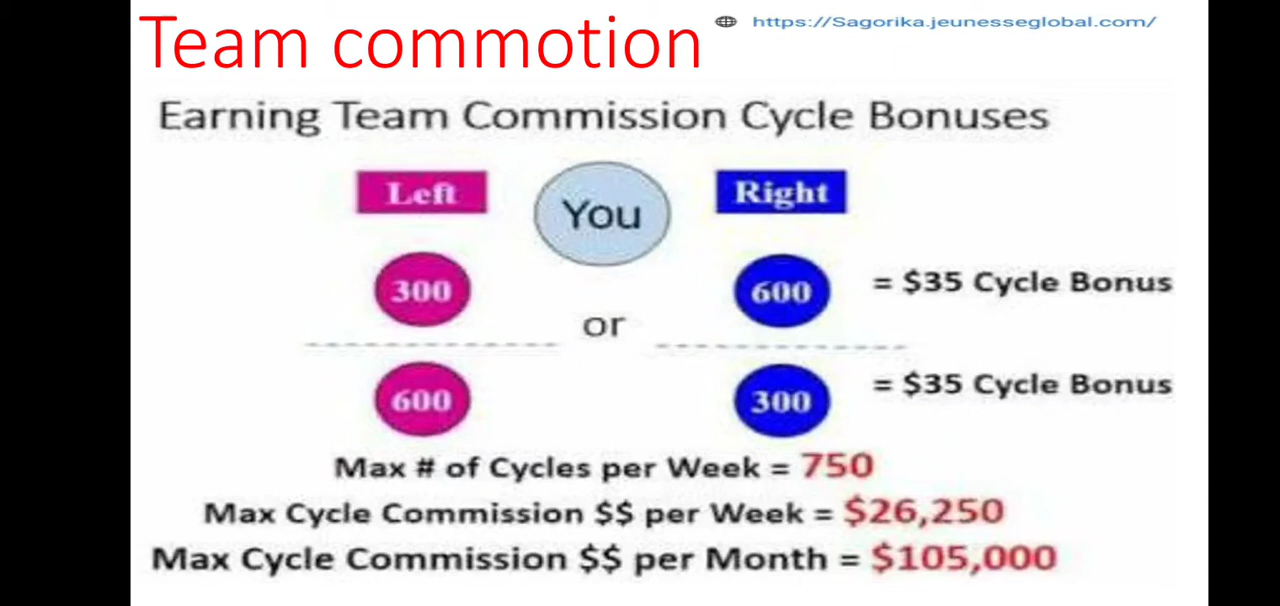 Team commotion
https://Sagorika.jeunesseglobal.com/
Earning Team Commission Cycle Bonuses
Left
You
Right
300
600
= $35 Cycle Bonus
or
600
300
= $35 Cycle Bonus
Max # of Cycles per Week = 750
Max Cycle Commission $$ per Week = $26,250
Max Cycle Commission $$ per Month = $105,000